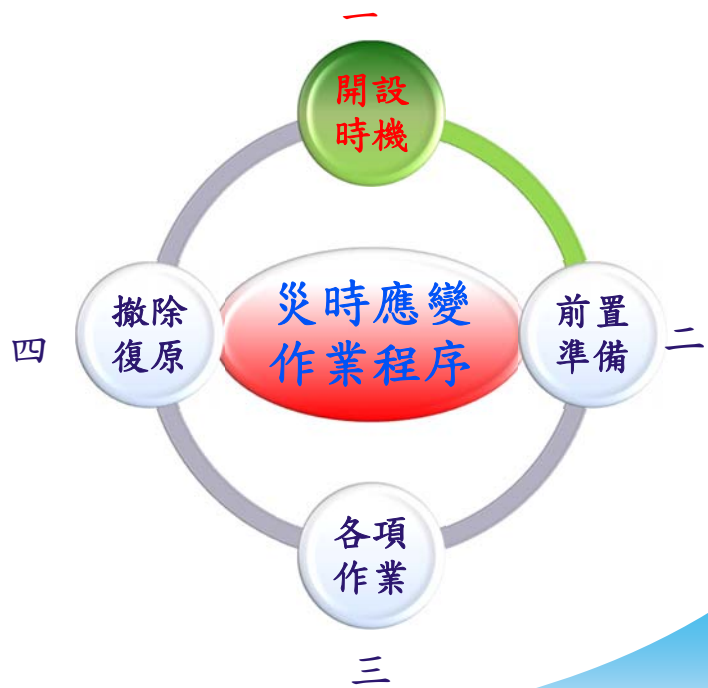 一
開設
時機
災時應變
作業程序
前置
準備
二
各項
作業
三
撤除
復原
四